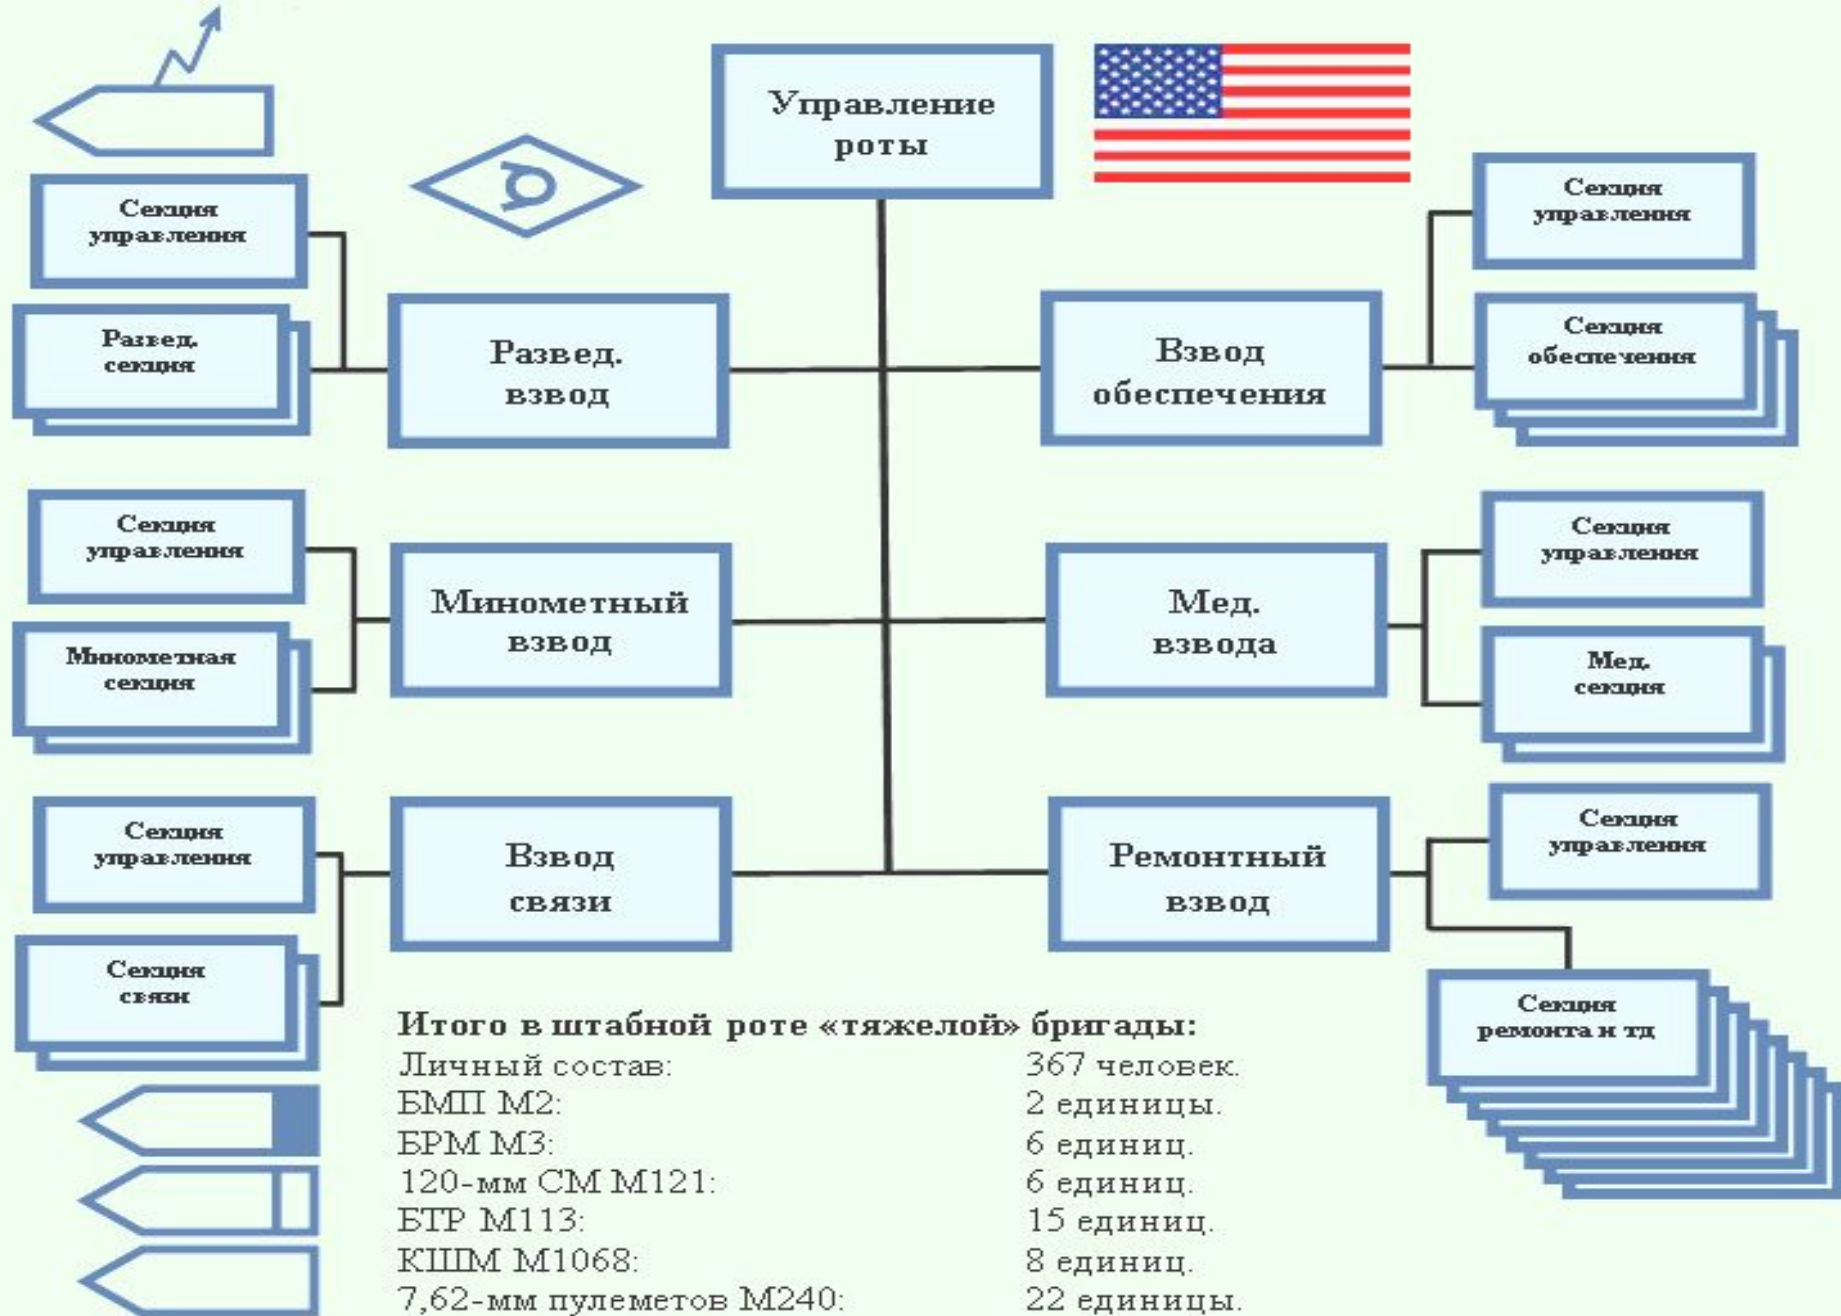 Управление
роты
Секция
управления
Развед.
секция
Развед.
взвод
Взвод
обеспечения
Секция
управления
Секция
обеспечения
Секция
управления
Минометная
секция
Минометный
взвод
Мед.
взвода
Секция
управления
Мед.
секция
Секция
управления
Секция
связи
Взвод
связи
Ремонтный
взвод
Секция
управления
Секция
ремонта и тд
Итого в штабной роте «тяжелой» бригады:
Личный состав: 367 человек.
БМП М2: 2 единицы.
БРМ М3: 6 единиц.
120-мм СМ М121: 6 единиц.
БТР М113: 15 единиц.
КШМ М1068: 8 единиц.
7,62-мм пулеметов М240: 22 единицы.